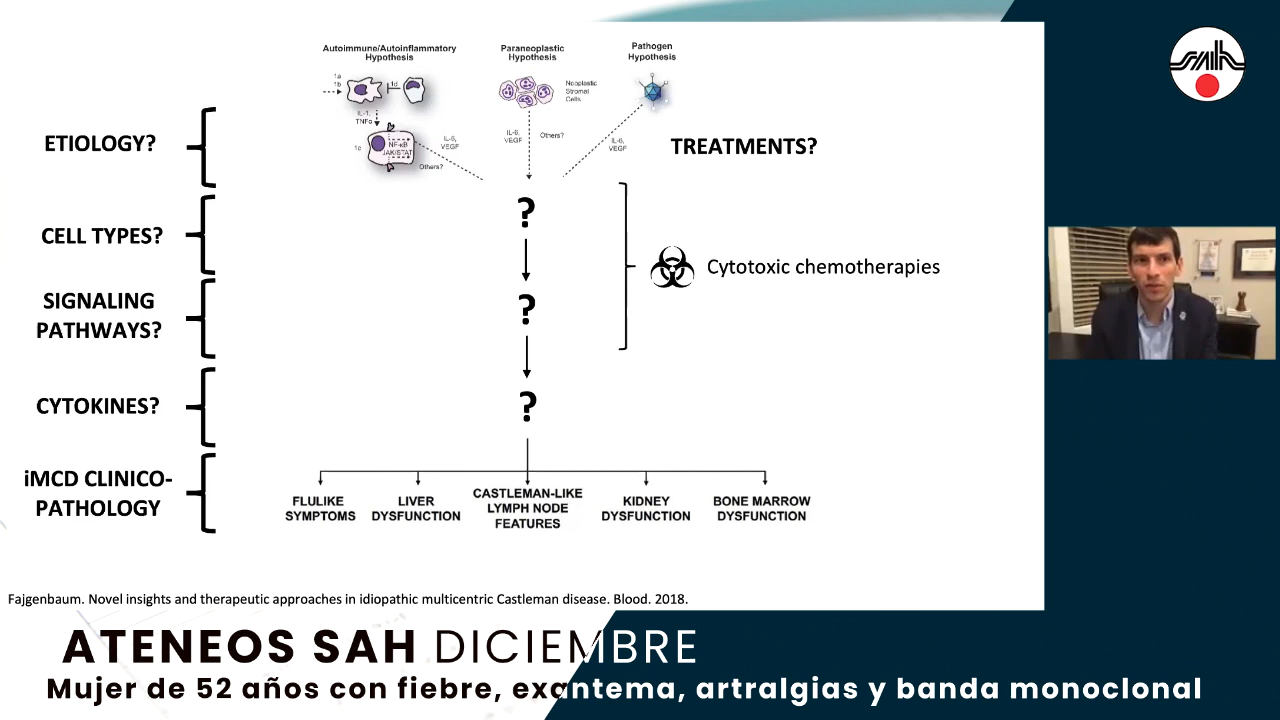 Autoimmune/Autoinflammatory
Hypothesis
Paraneoplastic
Hypothesis
Pathogen
Hypothesis
1a
1b
1d
Neoplastic
Stromal
Cells
IL-1,
TNFα
1c
NF-κB
JAK/STAT
IL-6,
VEGF
Others?
IL-6,
VEGF
Others?
IL-6,
VEGF
ETIOLOGY?
TREATMENTS?
CELL TYPES?
?
SIGNALING
PATHWAYS?
?
Cytotoxic chemotherapies
CYTOKINES?
?
iMCD CLINICO-
PATHOLOGY
FLULIKE
SYMPTOMS
LIVER
DYSFUNCTION
CASTLEMAN-LIKE
LYMPH NODE
FEATURES
KIDNEY
DYSFUNCTION
BONE MARROW
DYSFUNCTION
Fajgenbaum. Novel insights and therapeutic approaches in idiopathic multicentric Castleman disease. Blood. 2018.
ATENEOS SAH DICIEMBRE
Mujer de 52 años con fiebre, exantema, artralgias y banda monoclonal